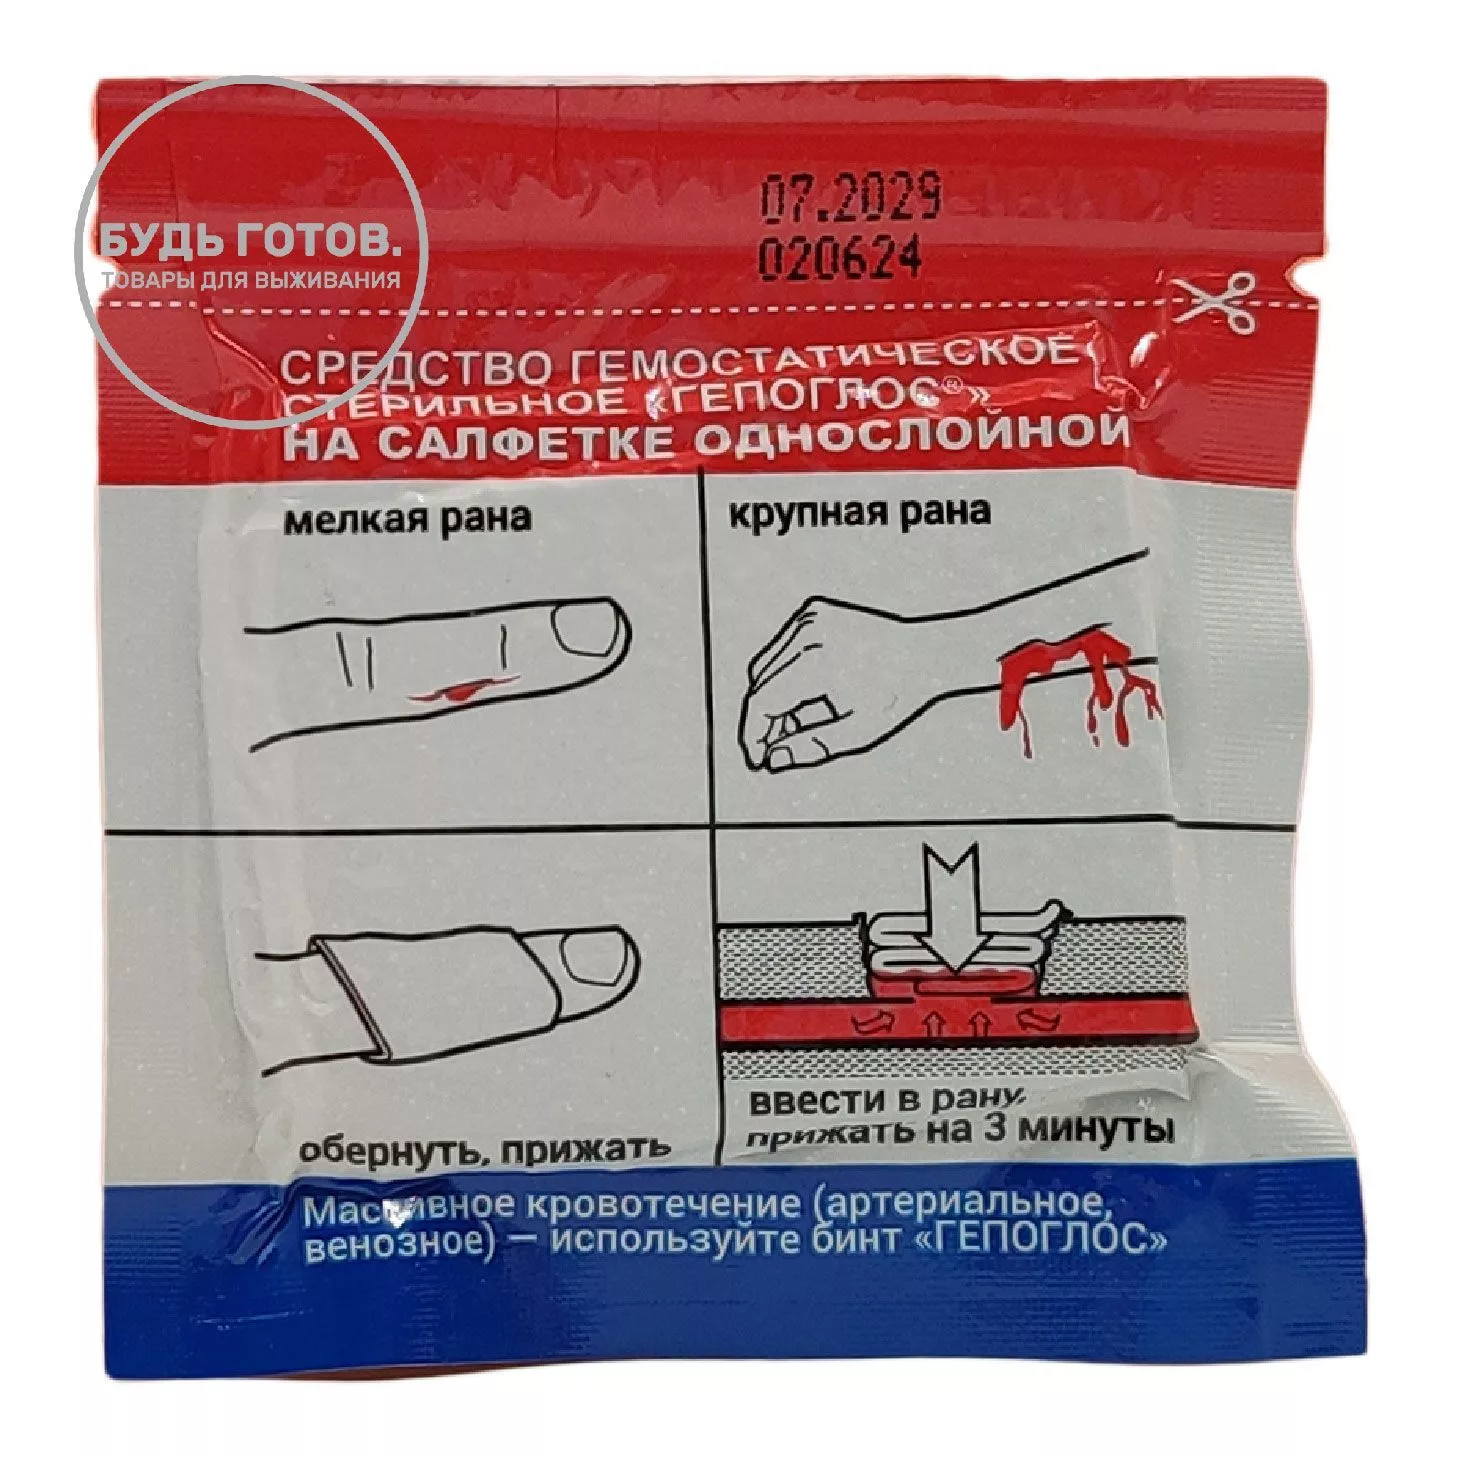 07.2029
020624
БУДЬ ГОТОВ.
ТОВАРЫ ДЛЯ ВЫЖИВАНИЯ
СРЕДСТВО ГЕМОСТАТИЧЕСКОЕ
СТЕРИЛЬНОЕ «ГЕПОГЛОС®»
НА САЛФЕТКЕ ОДНОСЛОЙНОЙ
мелкая рана
крупная рана
обернуть, прижать
ввести в рану,
прижать на 3 минуты
Массивное кровотечение (артериальное,
венозное) — используйте бинт «ГЕПОГЛОС»